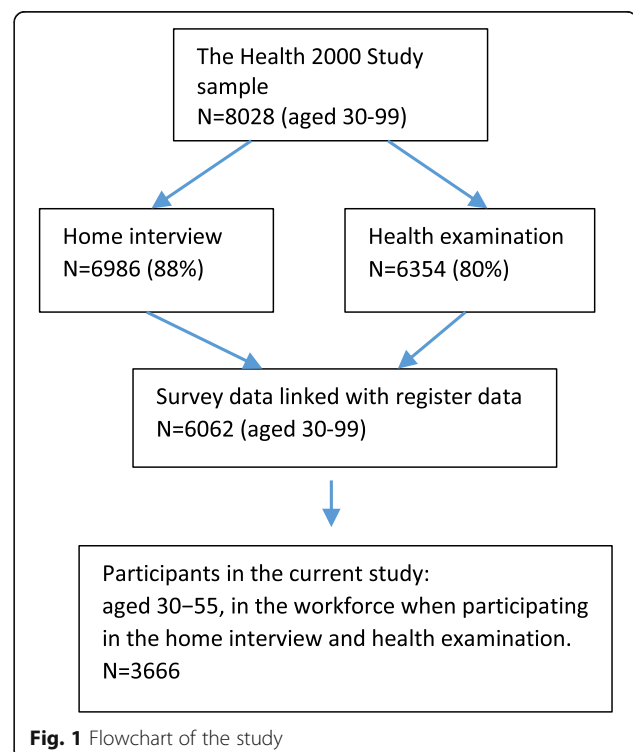 The Health 2000 Study
sample
N=8028 (aged 30-99)
Home interview
N=6986 (88%)
Health examination
N=6354 (80%)
Survey data linked with register data
N=6062 (aged 30-99)
Participants in the current study:
aged 30−55, in the workforce when participating
in the home interview and health examination.
N=3666
Fig. 1 Flowchart of the study